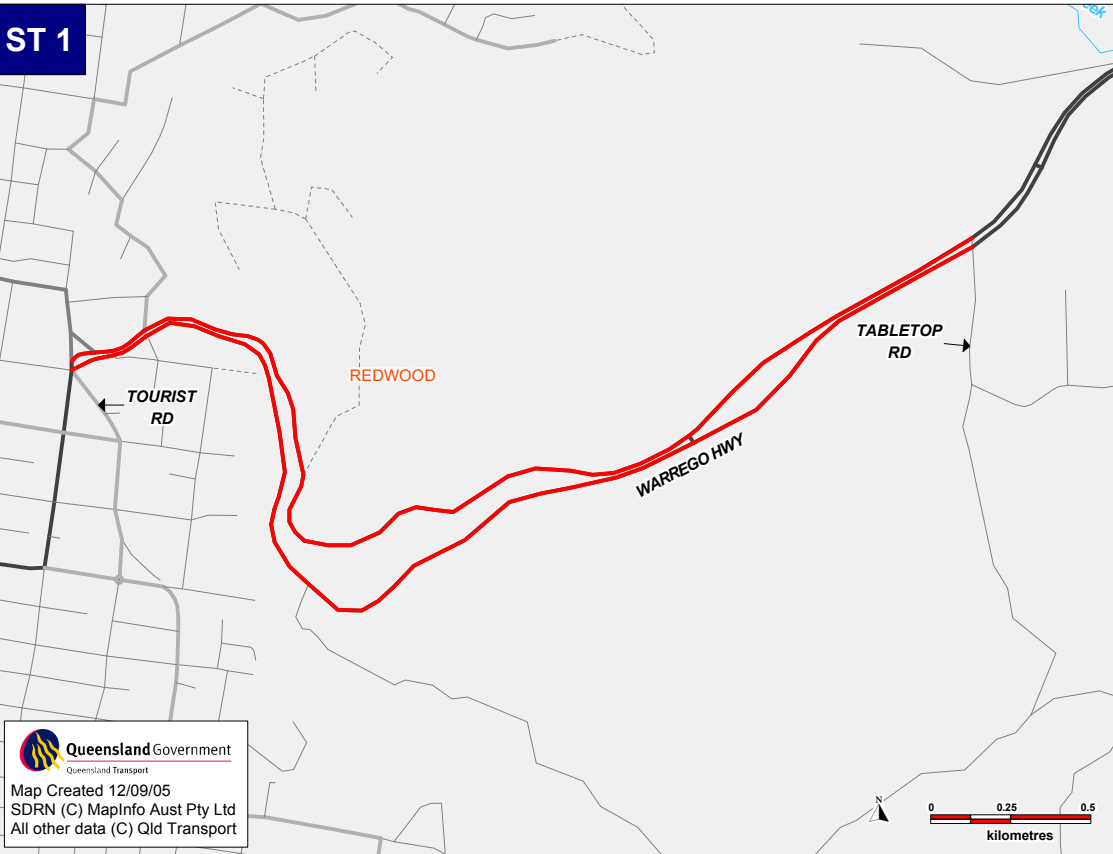 ST 1
TABLETOP
RD
REDWOOD
TOURIST
RD
WARREGO HWY
Queensland Government
Queensland Transport
Map Created 12/09/05
SDRN (C) MapInfo Aust Pty Ltd
All other data (C) Qld Transport
N
0 0.25 0.5
kilometres